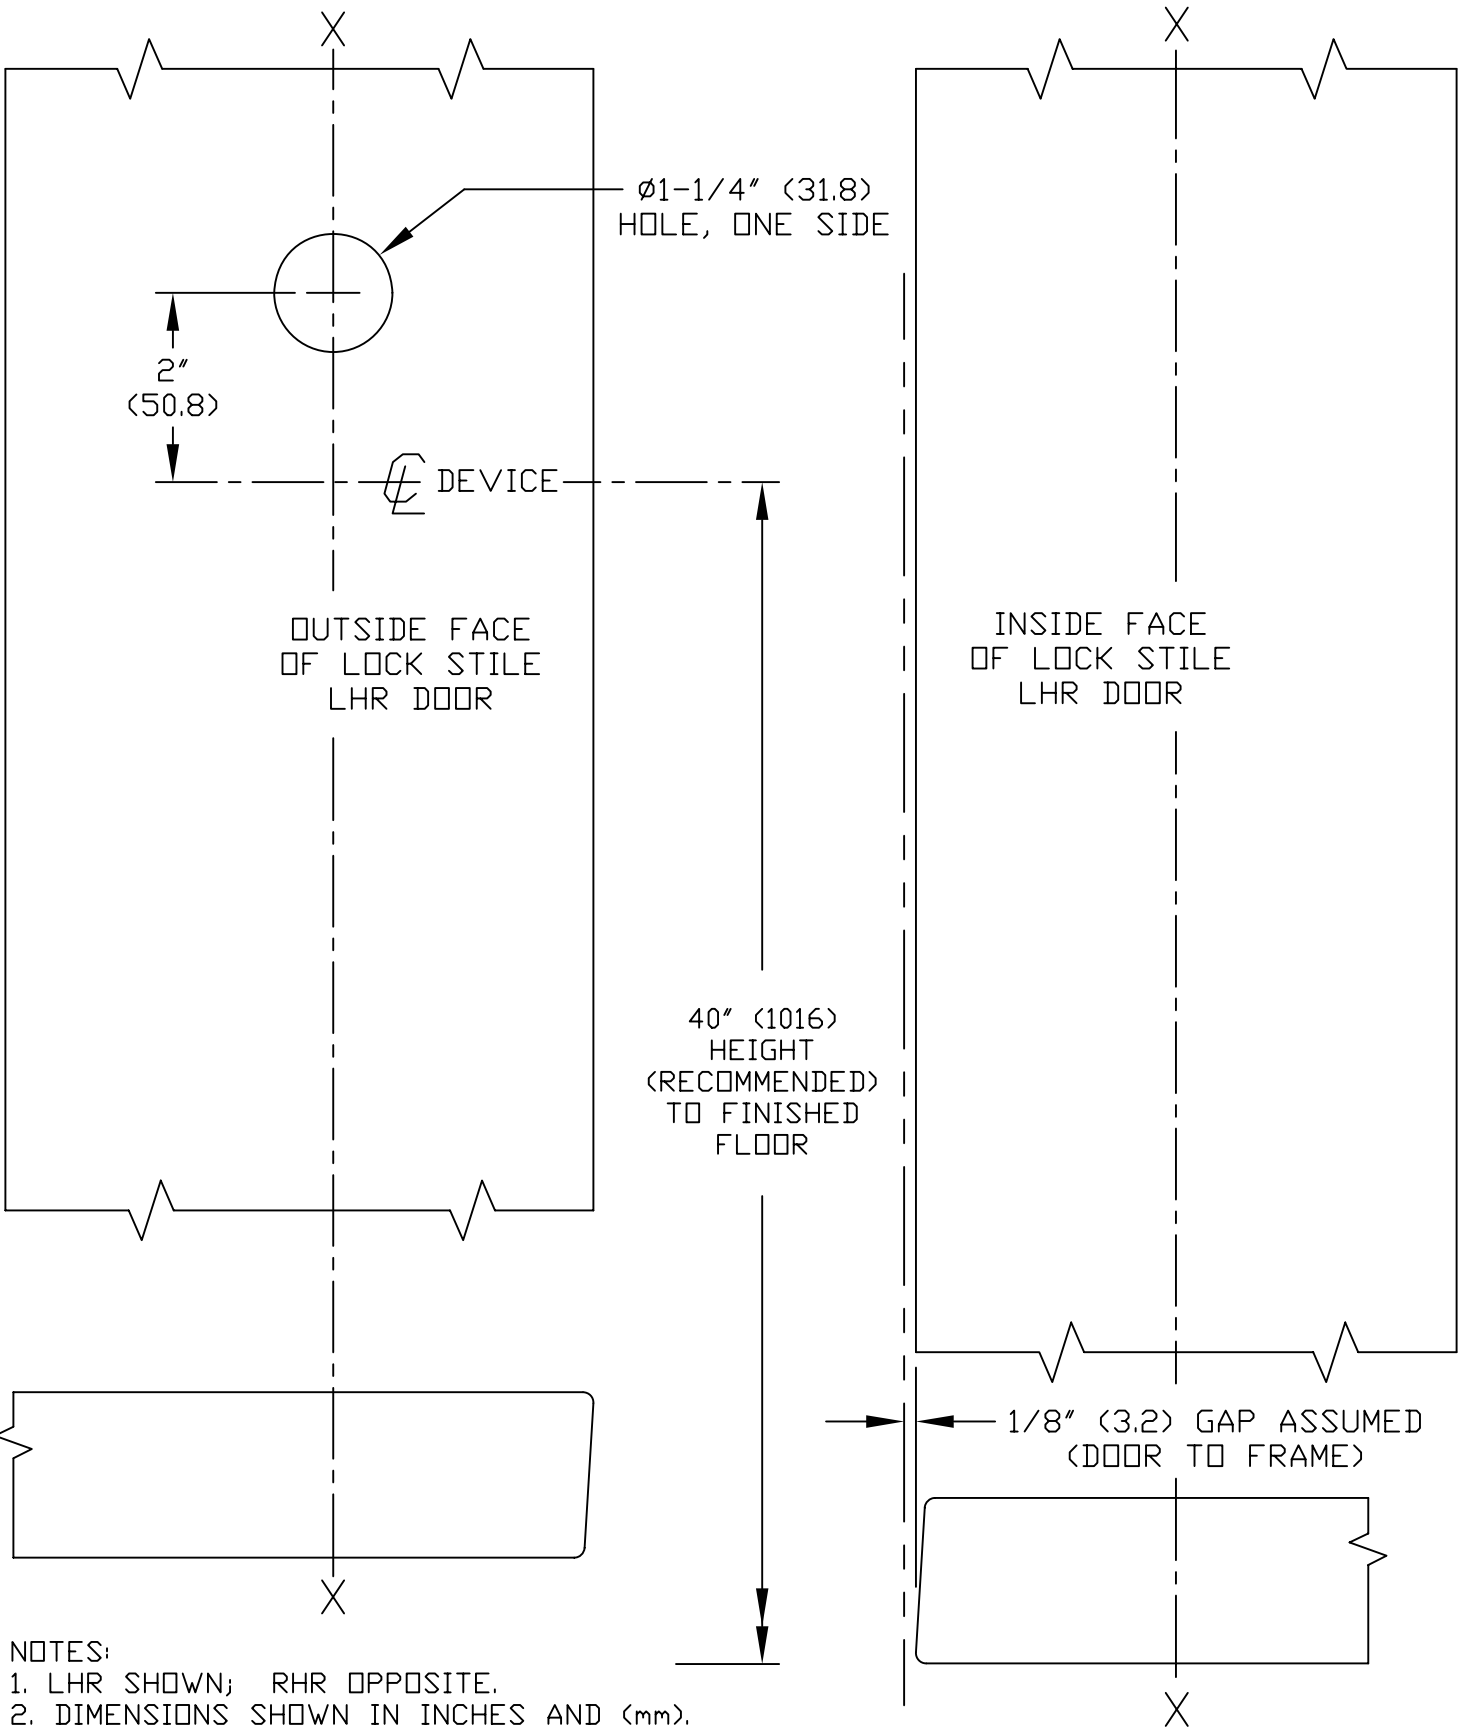 X
X
Ø1-1/4" (31.8)
HOLE, ONE SIDE
2"
(50.8)
℄ DEVICE
OUTSIDE FACE
OF LOCK STILE
LHR DOOR
INSIDE FACE
OF LOCK STILE
LHR DOOR
40" (1016)
HEIGHT
(RECOMMENDED)
TO FINISHED
FLOOR
1/8" (3.2) GAP ASSUMED
(DOOR TO FRAME)
X
X
NOTES:
1. LHR SHOWN; RHR OPPOSITE.
2. DIMENSIONS SHOWN IN INCHES AND (mm).